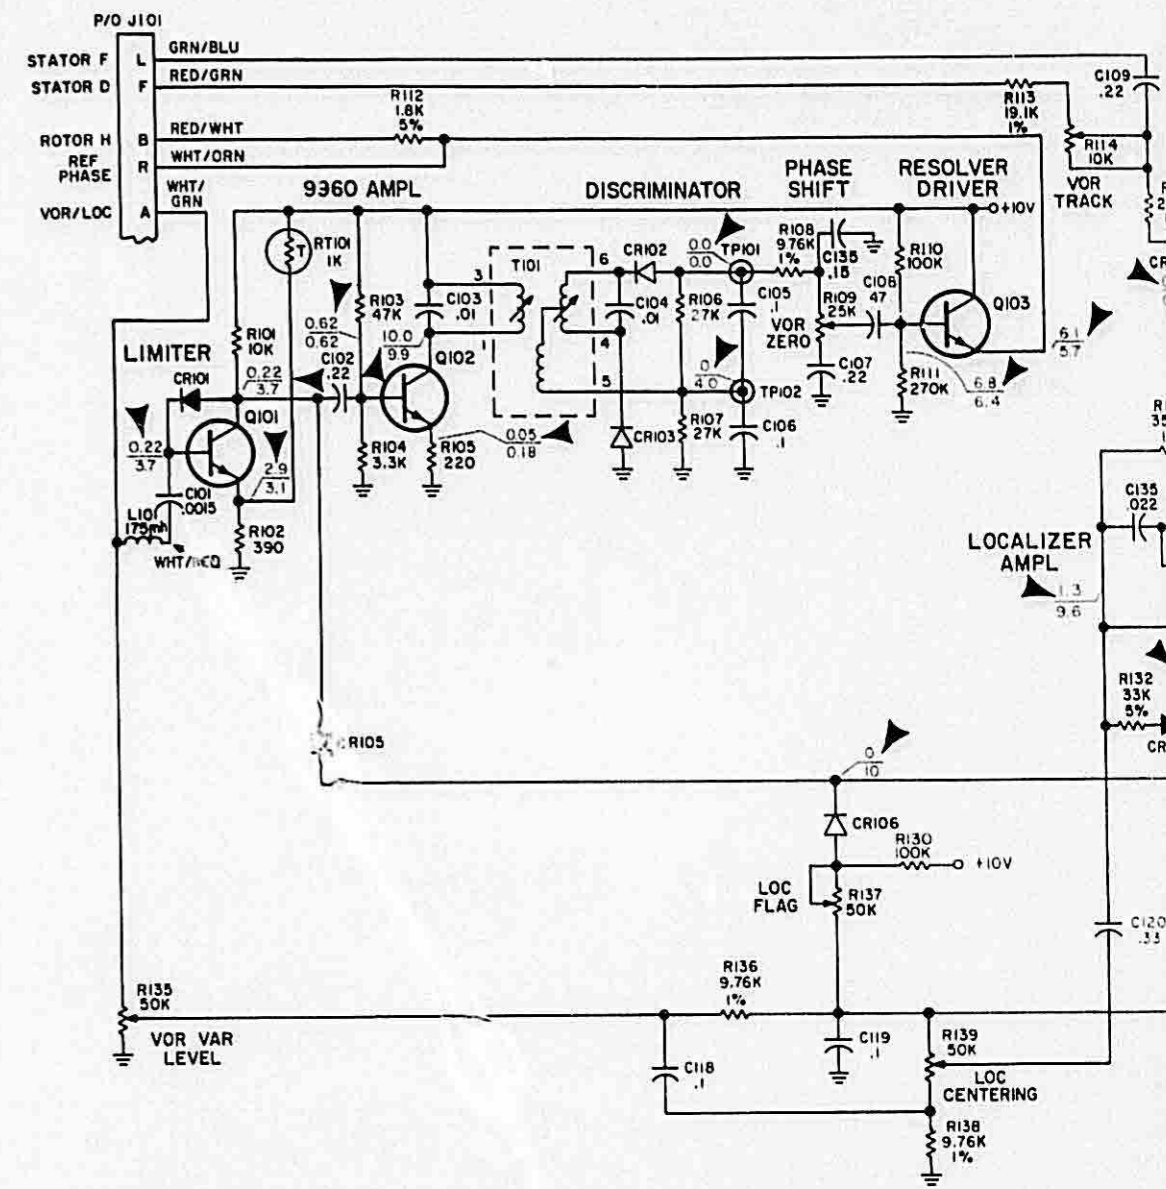 P/O J101
STATOR F L GRN/BLU
STATOR D F RED/GRN
ROTOR H B RED/WHT
REF PHASE R WHT/ORN
VOR/LOC A WHT/GRN
R112
1.8K
5%
R113
19.1K
1%
C109
.22
R114
10K
VOR
TRACK
9360 AMPL
DISCRIMINATOR
PHASE
SHIFT
RESOLVER
DRIVER
+10V
RT101
1K
T
R103
47K
C103
.01
T101
3
1
6
4
5
CR102
0.0
0.0
TP101
R108
9.76K
1%
C135
.15
R110
100K
C104
.01
R106
27K
C105
.1
R109
25K
C108
47
Q103
VOR
ZERO
6.1
5.7
R101
10K
0.62
0.62
LIMITER
CR101
0.22
3.7
C102
.22
10.0
9.9
Q102
0
4.0
TP102
C107
.22
R111
270K
6.8
6.4
Q101
0.22
3.7
2.9
3.1
R104
3.3K
R105
220
0.05
0.18
CR103
R107
27K
C106
.1
C101
.0015
L101
175mh
R102
390
C135
.022
LOCALIZER
AMPL
1.3
9.6
R132
33K
5%
CR105
0
10
CR106
R130
100K
+10V
LOC
FLAG
R137
50K
C120
.33
R135
50K
VOR VAR
LEVEL
R136
9.76K
1%
C118
.1
C119
.1
R139
50K
LOC
CENTERING
R138
9.76K
1%